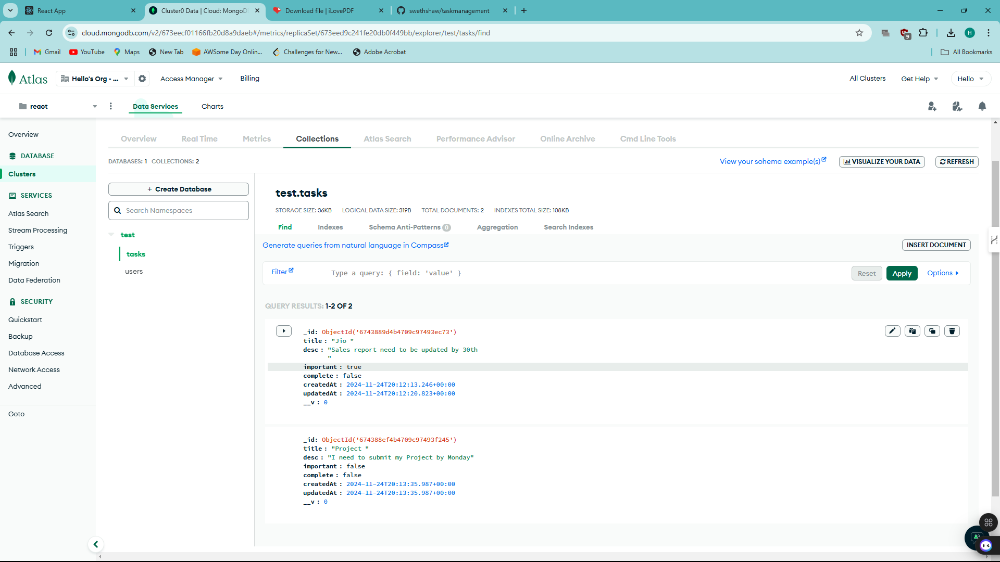 React App
Cluster0 Data | Cloud: MongoD
Download file | iLovePDF
swethshaw/taskmanagement
cloud.mongodb.com/v2/673eecf01166fb20d8a9daeb#/metrics/replicaSet/673eed9c241fe20db0f449bb/explorer/test/tasks/find
9
H
Gmail
YouTube
Maps
New Tab
AWSome Day Onlin...
Challenges for New...
Adobe Acrobat
All Bookmarks
Atlas
Hello's Org - ...
Access Manager
Billing
All Clusters
Get Help
Hello
react
Data Services
Charts
Overview
DATABASE
Clusters
SERVICES
Atlas Search
Stream Processing
Triggers
Migration
Data Federation
SECURITY
Quickstart
Backup
Database Access
Network Access
Advanced
Goto
Overview
Real Time
Metrics
Collections
Atlas Search
Performance Advisor
Online Archive
Cmd Line Tools
DATABASES: 1 COLLECTIONS: 2
View your schema example(s)
VISUALIZE YOUR DATA
REFRESH
+ Create Database
Search Namespaces
test
tasks
users
test.tasks
STORAGE SIZE: 36KB
LOGICAL DATA SIZE: 319B
TOTAL DOCUMENTS: 2
INDEXES TOTAL SIZE: 108KB
Find
Indexes
Schema Anti-Patterns 0
Aggregation
Search Indexes
Generate queries from natural language in Compass
INSERT DOCUMENT
Filter
Type a query: { field: 'value' }
Reset
Apply
Options
QUERY RESULTS: 1-2 OF 2
_id: ObjectId('6743889d4b4709c97493ec73')
title : "Jio "
desc : "Sales report need to be updated by 30th
"
important : true
complete : false
createdAt : 2024-11-24T20:12:13.246+00:00
updatedAt : 2024-11-24T20:12:20.823+00:00
__v : 0
_id: ObjectId('674388ef4b4709c97493f245')
title : "Project "
desc : "I need to submit my Project by Monday"
important : false
complete : false
createdAt : 2024-11-24T20:13:35.987+00:00
updatedAt : 2024-11-24T20:13:35.987+00:00
__v : 0